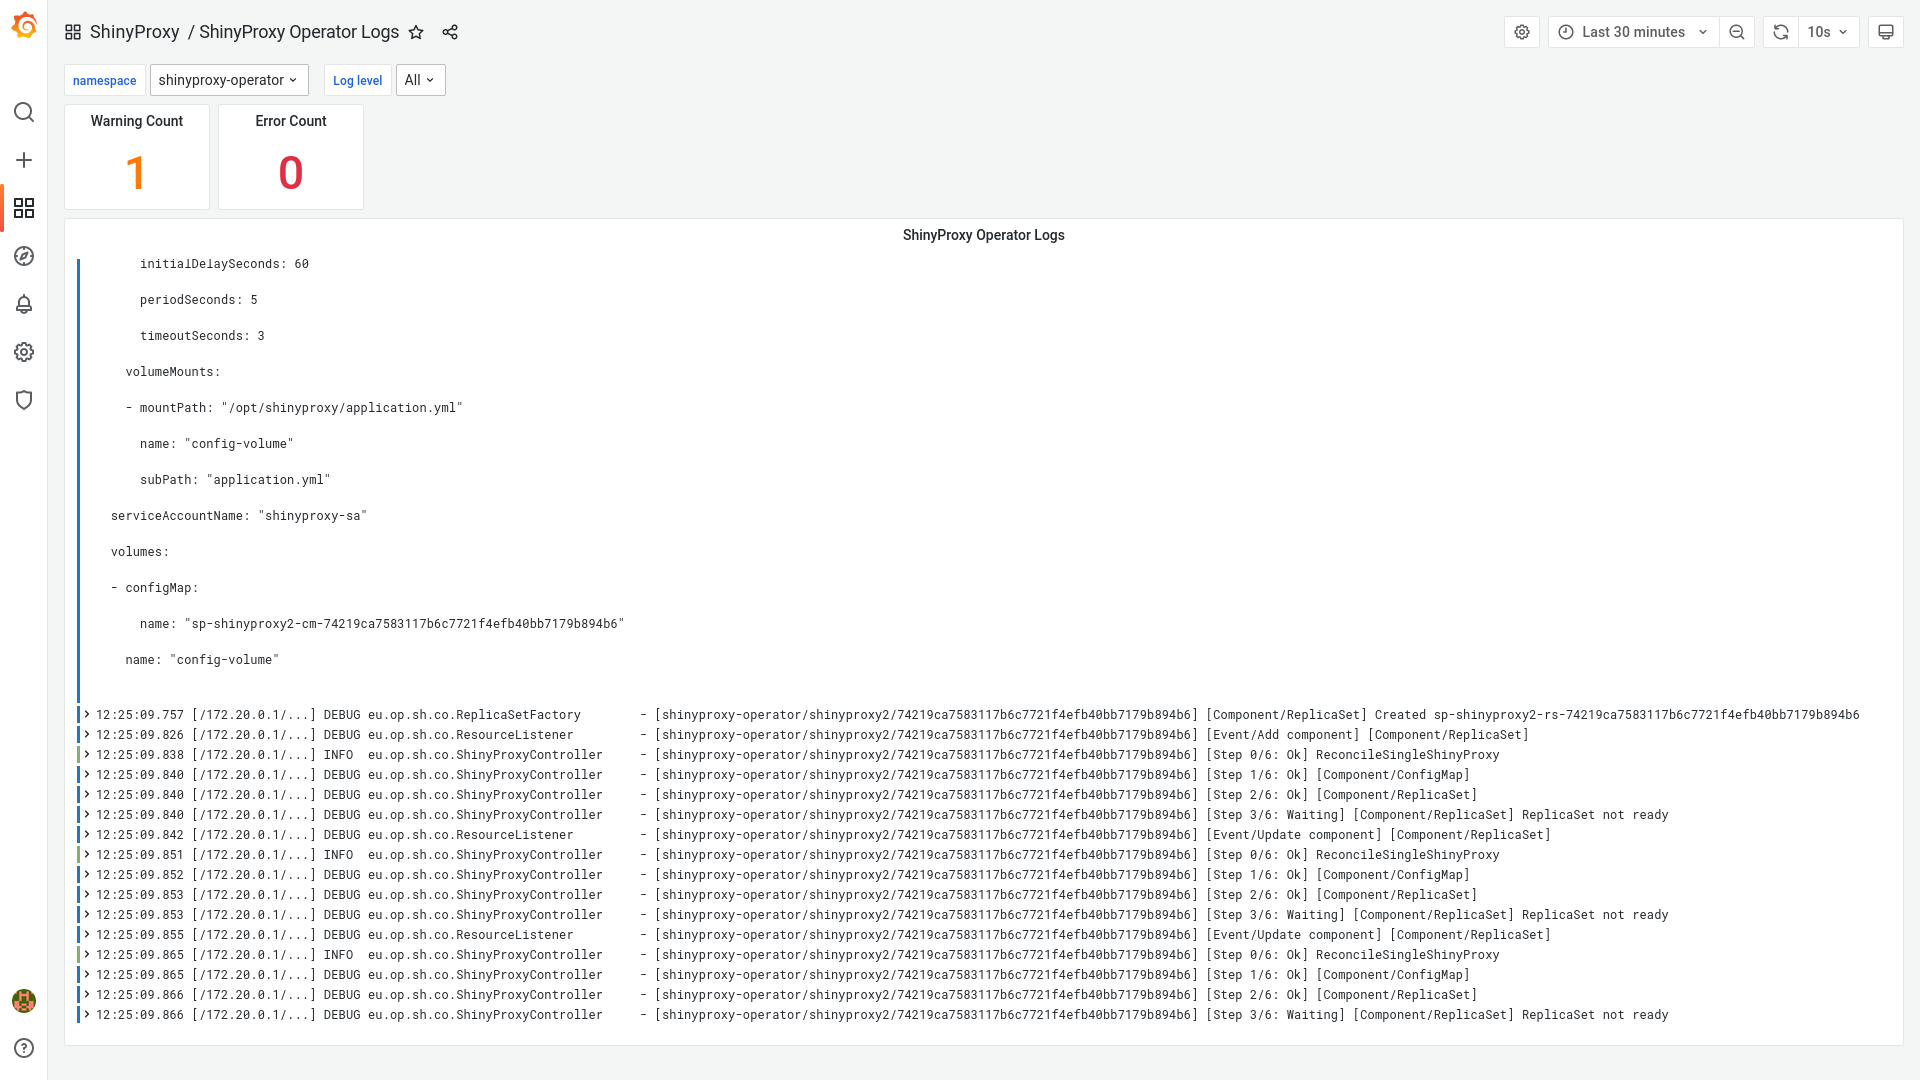 ShinyProxy / ShinyProxy Operator Logs
Last 30 minutes
10s
namespace shinyproxy-operator Log level All
Warning Count Error Count
1 0
ShinyProxy Operator Logs
initialDelaySeconds: 60
periodSeconds: 5
timeoutSeconds: 3
volumeMounts:
- mountPath: "/opt/shinyproxy/application.yml"
name: "config-volume"
subPath: "application.yml"
serviceAccountName: "shinyproxy-sa"
volumes:
- configMap:
name: "sp-shinyproxy2-cm-74219ca7583117b6c7721f4efb40bb7179b894b6"
name: "config-volume"
12:25:09.757 [/172.20.0.1/...] DEBUG eu.op.sh.co.ReplicaSetFactory - [shinyproxy-operator/shinyproxy2/74219ca7583117b6c7721f4efb40bb7179b894b6] [Component/ReplicaSet] Created sp-shinyproxy2-rs-74219ca7583117b6c7721f4efb40bb7179b894b6
12:25:09.826 [/172.20.0.1/...] DEBUG eu.op.sh.co.ResourceListener - [shinyproxy-operator/shinyproxy2/74219ca7583117b6c7721f4efb40bb7179b894b6] [Event/Add component] [Component/ReplicaSet]
12:25:09.838 [/172.20.0.1/...] INFO eu.op.sh.co.ShinyProxyController - [shinyproxy-operator/shinyproxy2/74219ca7583117b6c7721f4efb40bb7179b894b6] [Step 0/6: Ok] ReconcileSingleShinyProxy
12:25:09.840 [/172.20.0.1/...] DEBUG eu.op.sh.co.ShinyProxyController - [shinyproxy-operator/shinyproxy2/74219ca7583117b6c7721f4efb40bb7179b894b6] [Step 1/6: Ok] [Component/ConfigMap]
12:25:09.840 [/172.20.0.1/...] DEBUG eu.op.sh.co.ShinyProxyController - [shinyproxy-operator/shinyproxy2/74219ca7583117b6c7721f4efb40bb7179b894b6] [Step 2/6: Ok] [Component/ReplicaSet]
12:25:09.840 [/172.20.0.1/...] DEBUG eu.op.sh.co.ShinyProxyController - [shinyproxy-operator/shinyproxy2/74219ca7583117b6c7721f4efb40bb7179b894b6] [Step 3/6: Waiting] [Component/ReplicaSet] ReplicaSet not ready
12:25:09.842 [/172.20.0.1/...] DEBUG eu.op.sh.co.ResourceListener - [shinyproxy-operator/shinyproxy2/74219ca7583117b6c7721f4efb40bb7179b894b6] [Event/Update component] [Component/ReplicaSet]
12:25:09.851 [/172.20.0.1/...] INFO eu.op.sh.co.ShinyProxyController - [shinyproxy-operator/shinyproxy2/74219ca7583117b6c7721f4efb40bb7179b894b6] [Step 0/6: Ok] ReconcileSingleShinyProxy
12:25:09.852 [/172.20.0.1/...] DEBUG eu.op.sh.co.ShinyProxyController - [shinyproxy-operator/shinyproxy2/74219ca7583117b6c7721f4efb40bb7179b894b6] [Step 1/6: Ok] [Component/ConfigMap]
12:25:09.853 [/172.20.0.1/...] DEBUG eu.op.sh.co.ShinyProxyController - [shinyproxy-operator/shinyproxy2/74219ca7583117b6c7721f4efb40bb7179b894b6] [Step 2/6: Ok] [Component/ReplicaSet]
12:25:09.853 [/172.20.0.1/...] DEBUG eu.op.sh.co.ShinyProxyController - [shinyproxy-operator/shinyproxy2/74219ca7583117b6c7721f4efb40bb7179b894b6] [Step 3/6: Waiting] [Component/ReplicaSet] ReplicaSet not ready
12:25:09.855 [/172.20.0.1/...] DEBUG eu.op.sh.co.ResourceListener - [shinyproxy-operator/shinyproxy2/74219ca7583117b6c7721f4efb40bb7179b894b6] [Event/Update component] [Component/ReplicaSet]
12:25:09.865 [/172.20.0.1/...] INFO eu.op.sh.co.ShinyProxyController - [shinyproxy-operator/shinyproxy2/74219ca7583117b6c7721f4efb40bb7179b894b6] [Step 0/6: Ok] ReconcileSingleShinyProxy
12:25:09.865 [/172.20.0.1/...] DEBUG eu.op.sh.co.ShinyProxyController - [shinyproxy-operator/shinyproxy2/74219ca7583117b6c7721f4efb40bb7179b894b6] [Step 1/6: Ok] [Component/ConfigMap]
12:25:09.866 [/172.20.0.1/...] DEBUG eu.op.sh.co.ShinyProxyController - [shinyproxy-operator/shinyproxy2/74219ca7583117b6c7721f4efb40bb7179b894b6] [Step 2/6: Ok] [Component/ReplicaSet]
12:25:09.866 [/172.20.0.1/...] DEBUG eu.op.sh.co.ShinyProxyController - [shinyproxy-operator/shinyproxy2/74219ca7583117b6c7721f4efb40bb7179b894b6] [Step 3/6: Waiting] [Component/ReplicaSet] ReplicaSet not ready